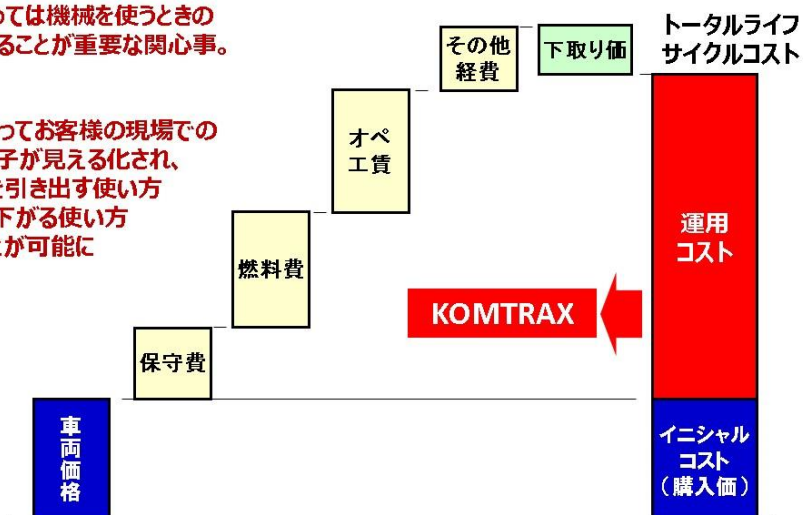 っては機械を使うときの
ることが重要な関心事。
ってお客様の現場での
子が見える化され、
を引き出す使い方
下がる使い方
が可能に
その他
経費
下取り価
トータルライフ
サイクルコスト
オペ
工賃
燃料費
保守費
車両価格
KOMTRAX
運用
コスト
イニシャル
コスト
（購入価）